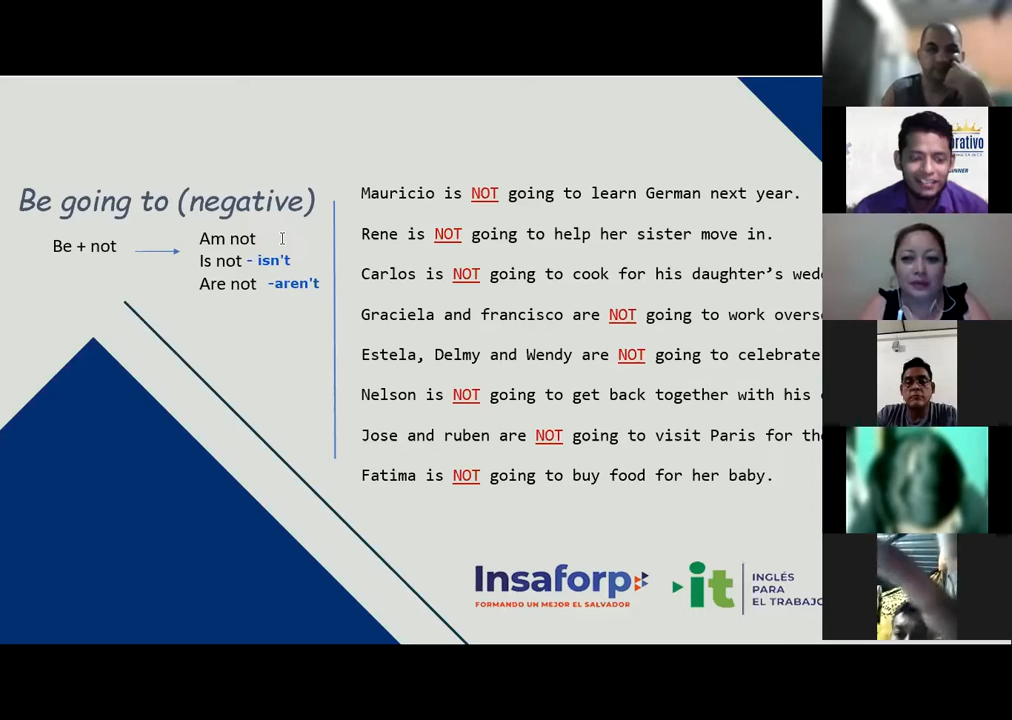 Be going to (negative)
Be + not
Am not
Is not - isn't
Are not -aren't
Mauricio is NOT going to learn German next year.
Rene is NOT going to help her sister move in.
Carlos is NOT going to cook for his daughter’s
Graciela and francisco are NOT going to work
Estela, Delmy and Wendy are NOT going to celebrate
Nelson is NOT going to get back together with his
Jose and ruben are NOT going to visit Paris for
Fatima is NOT going to buy food for her baby.
Insaforp
FORMANDO UN MEJOR EL SALVADOR
it
INGLÉS
PARA
EL TRABAJO